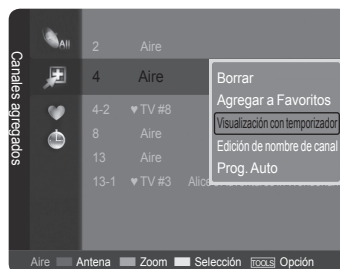 Canales agregados
All
2 Aire
4 Aire
4-2 ♥ TV #8
8 Aire
13 Aire
13-1 ♥ TV #3 Alice
Borrar
Agregar a Favoritos
Visualización con temporizador
Edición de nombre de canal
Prog. Auto
Aire Antena Zoom Selección TOOLS Opción